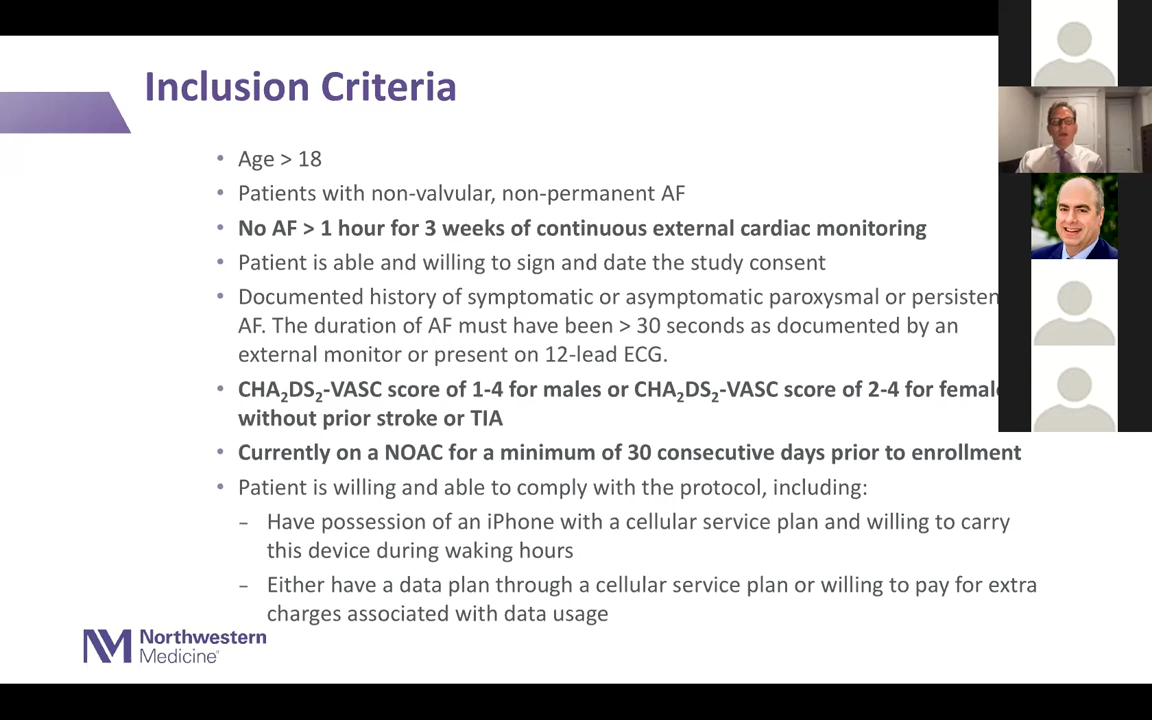 Inclusion Criteria
• Age > 18
• Patients with non-valvular, non-permanent AF
• No AF > 1 hour for 3 weeks of continuous external cardiac monitoring
• Patient is able and willing to sign and date the study consent
• Documented history of symptomatic or asymptomatic paroxysmal or persisten
AF. The duration of AF must have been > 30 seconds as documented by an
external monitor or present on 12-lead ECG.
• CHA₂DS₂-VASC score of 1-4 for males or CHA₂DS₂-VASC score of 2-4 for female
without prior stroke or TIA
• Currently on a NOAC for a minimum of 30 consecutive days prior to enrollment
• Patient is willing and able to comply with the protocol, including:
– Have possession of an iPhone with a cellular service plan and willing to carry
this device during waking hours
– Either have a data plan through a cellular service plan or willing to pay for extra
charges associated with data usage
NM Northwestern
Medicine®